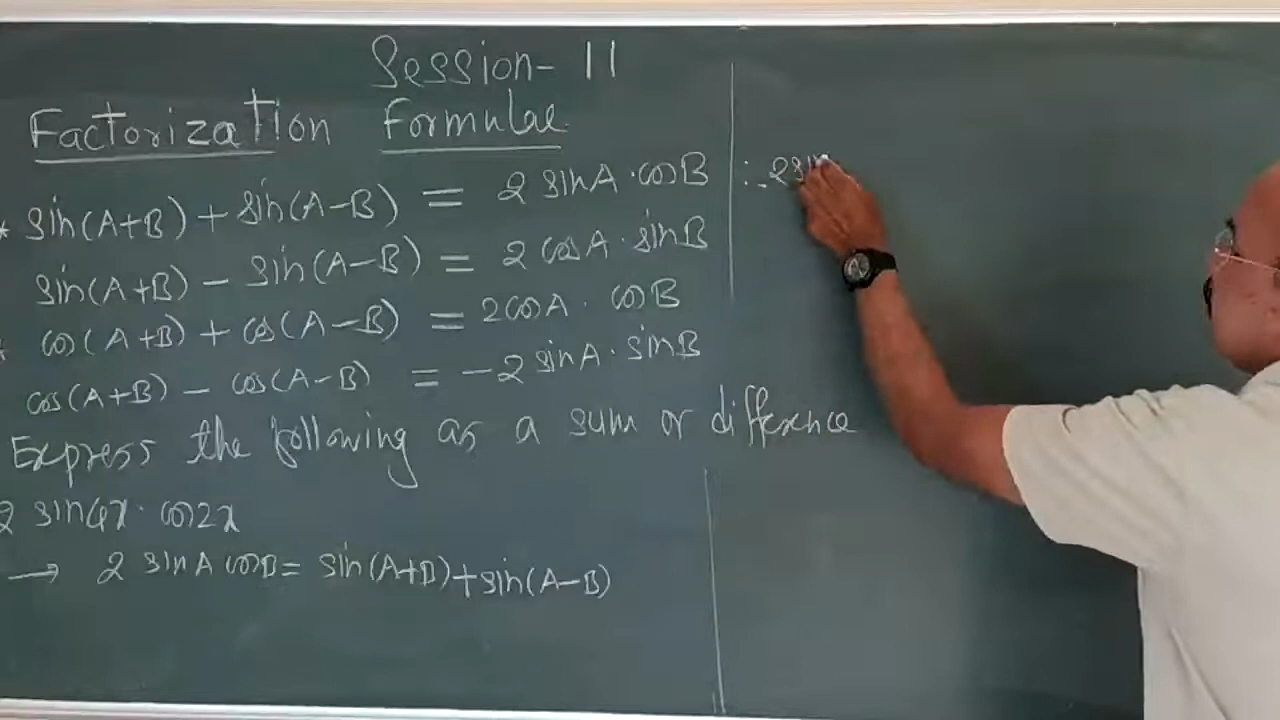 Session- 11
Factorization Formulae
* sin(A+B) + sin(A-B) = 2 sinA · cosB
sin(A+B) - sin(A-B) = 2 cosA · sinB
* cos(A+B) + cos(A-B) = 2cosA · cosB
cos(A+B) - cos(A-B) = -2 sinA · sinB
Express the following as a sum or difference
2 sin4x · cos2x
→ 2 sinA cosB = sin(A+B)+sin(A-B)
∴ 2sin